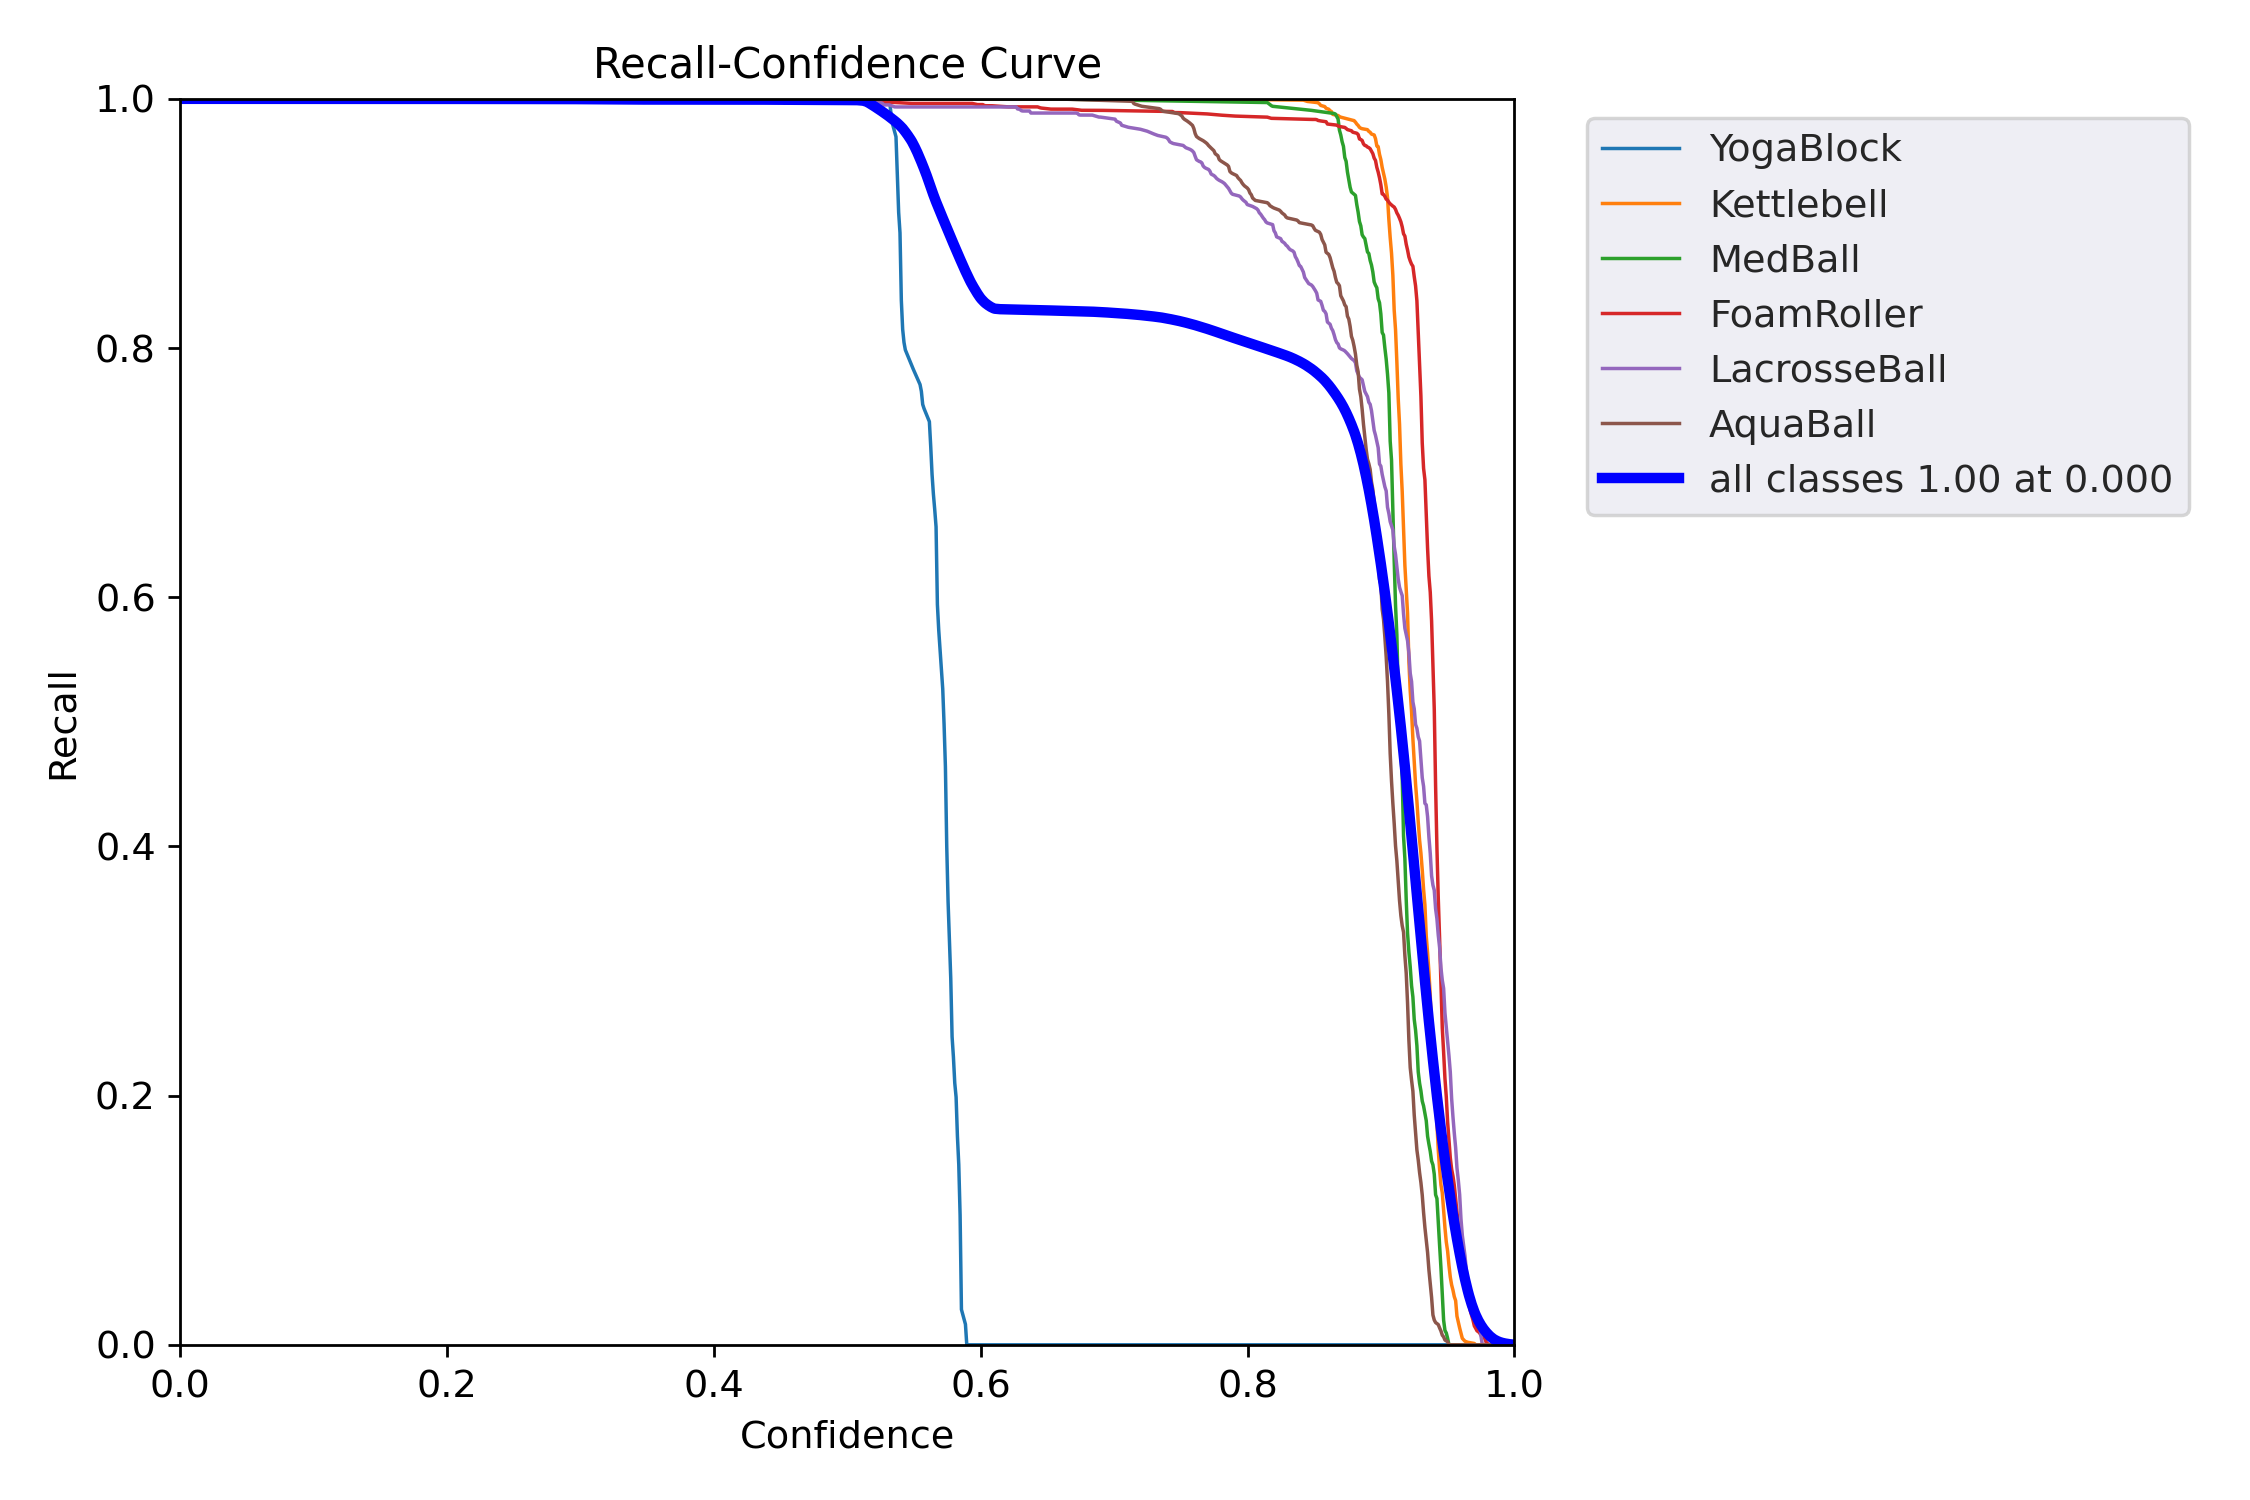 Recall-Confidence Curve
1.0
0.8
0.6
0.4
0.2
0.0
Recall
0.0 0.2 0.4 0.6 0.8 1.0
Confidence
YogaBlock
Kettlebell
MedBall
FoamRoller
LacrosseBall
AquaBall
all classes 1.00 at 0.000